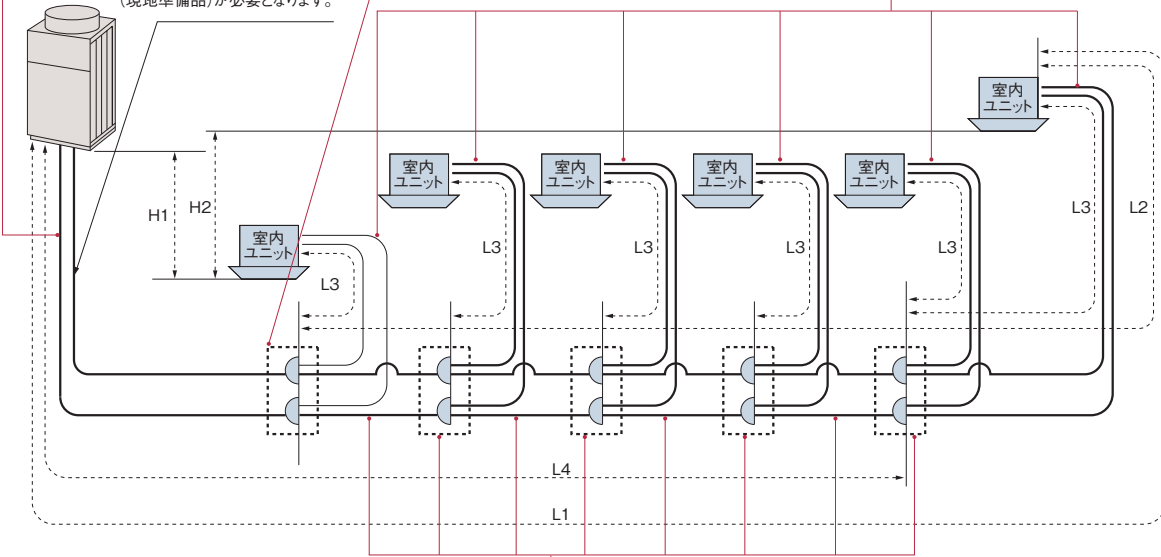 (現地準備品)が必要となります。
室内
ユニット
室内
ユニット
室内
ユニット
室内
ユニット
室内
ユニット
室内
ユニット
H1
H2
L3
L3
L3
L3
L3
L3
L2
L4
L1